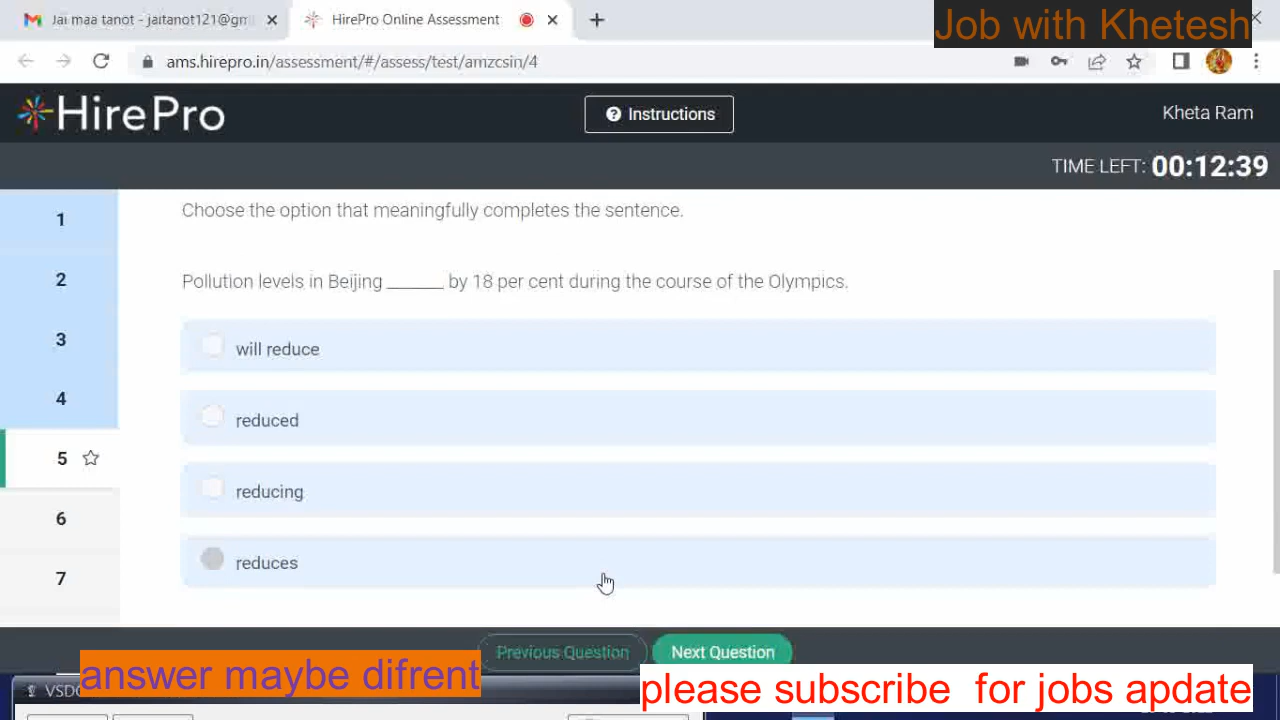 Jai maa tanot - jaitanot121@gm
HirePro Online Assessment
Job with Khetesh
ams.hirepro.in/assessment/#/assess/test/amzcsin/4
HirePro
Instructions
Kheta Ram
TIME LEFT: 00:12:39
1
2
3
4
5
6
7
Choose the option that meaningfully completes the sentence.
Pollution levels in Beijing ______ by 18 per cent during the course of the Olympics.
will reduce
reduced
reducing
reduces
Previous Question
Next Question
answer maybe difrent
please subscribe for jobs apdate